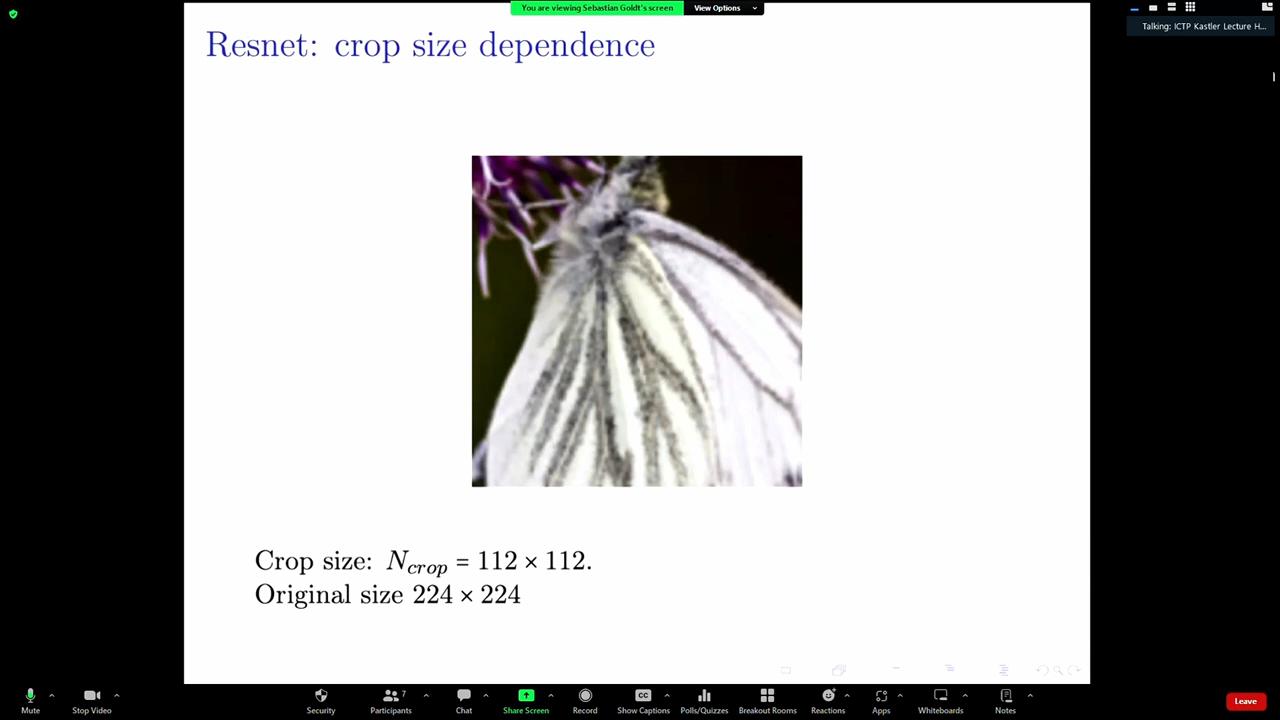 You are viewing Sebastian Goldt's screen
View Options
Talking: ICTP Kastler Lecture H...
Resnet: crop size dependence
Crop size: N_crop = 112 × 112.
Original size 224 × 224
Mute
Stop Video
Security
Participants
7
Chat
Share Screen
Record
CC
Show Captions
Polls/Quizzes
Breakout Rooms
Reactions
Apps
Whiteboards
Notes
Leave